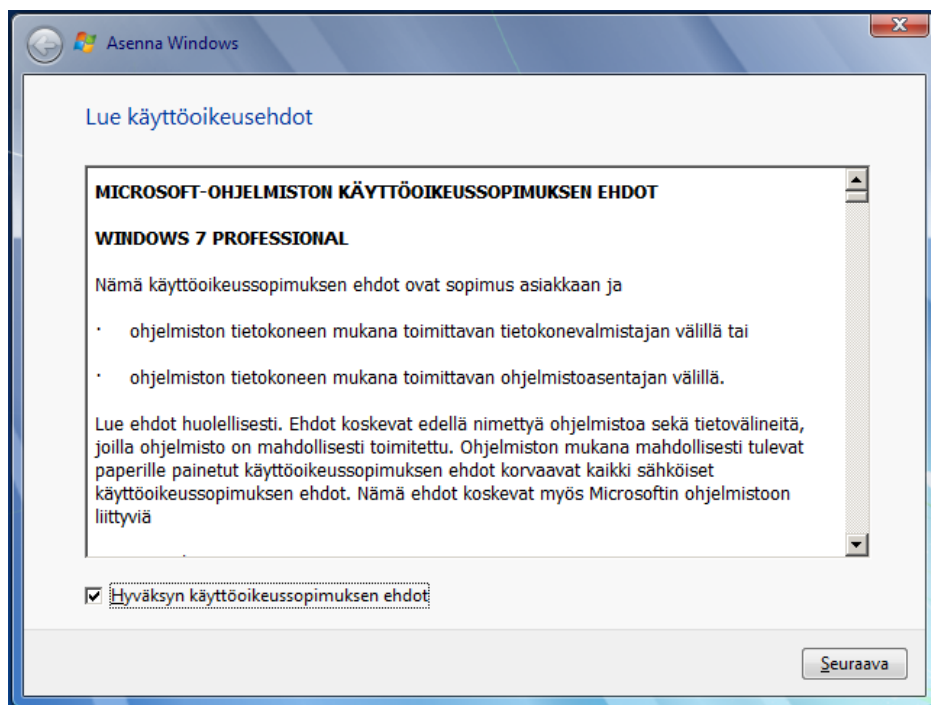 Asenna Windows
Lue käyttöoikeusehdot
MICROSOFT-OHJELMISTON KÄYTTÖOIKEUSSOPIMUKSEN EHDOT
WINDOWS 7 PROFESSIONAL
Nämä käyttöoikeussopimuksen ehdot ovat sopimus asiakkaan ja
· ohjelmiston tietokoneen mukana toimittavan tietokonevalmistajan välillä tai
· ohjelmiston tietokoneen mukana toimittavan ohjelmistoasentajan välillä.
Lue ehdot huolellisesti. Ehdot koskevat edellä nimettyä ohjelmistoa sekä tietovälineitä,
joilla ohjelmisto on mahdollisesti toimitettu. Ohjelmiston mukana mahdollisesti tulevat
paperille painetut käyttöoikeussopimuksen ehdot korvaavat kaikki sähköiset
käyttöoikeussopimuksen ehdot. Nämä ehdot koskevat myös Microsoftin ohjelmistoon
liittyviä
Hyväksyn käyttöoikeussopimuksen ehdot
Seuraava